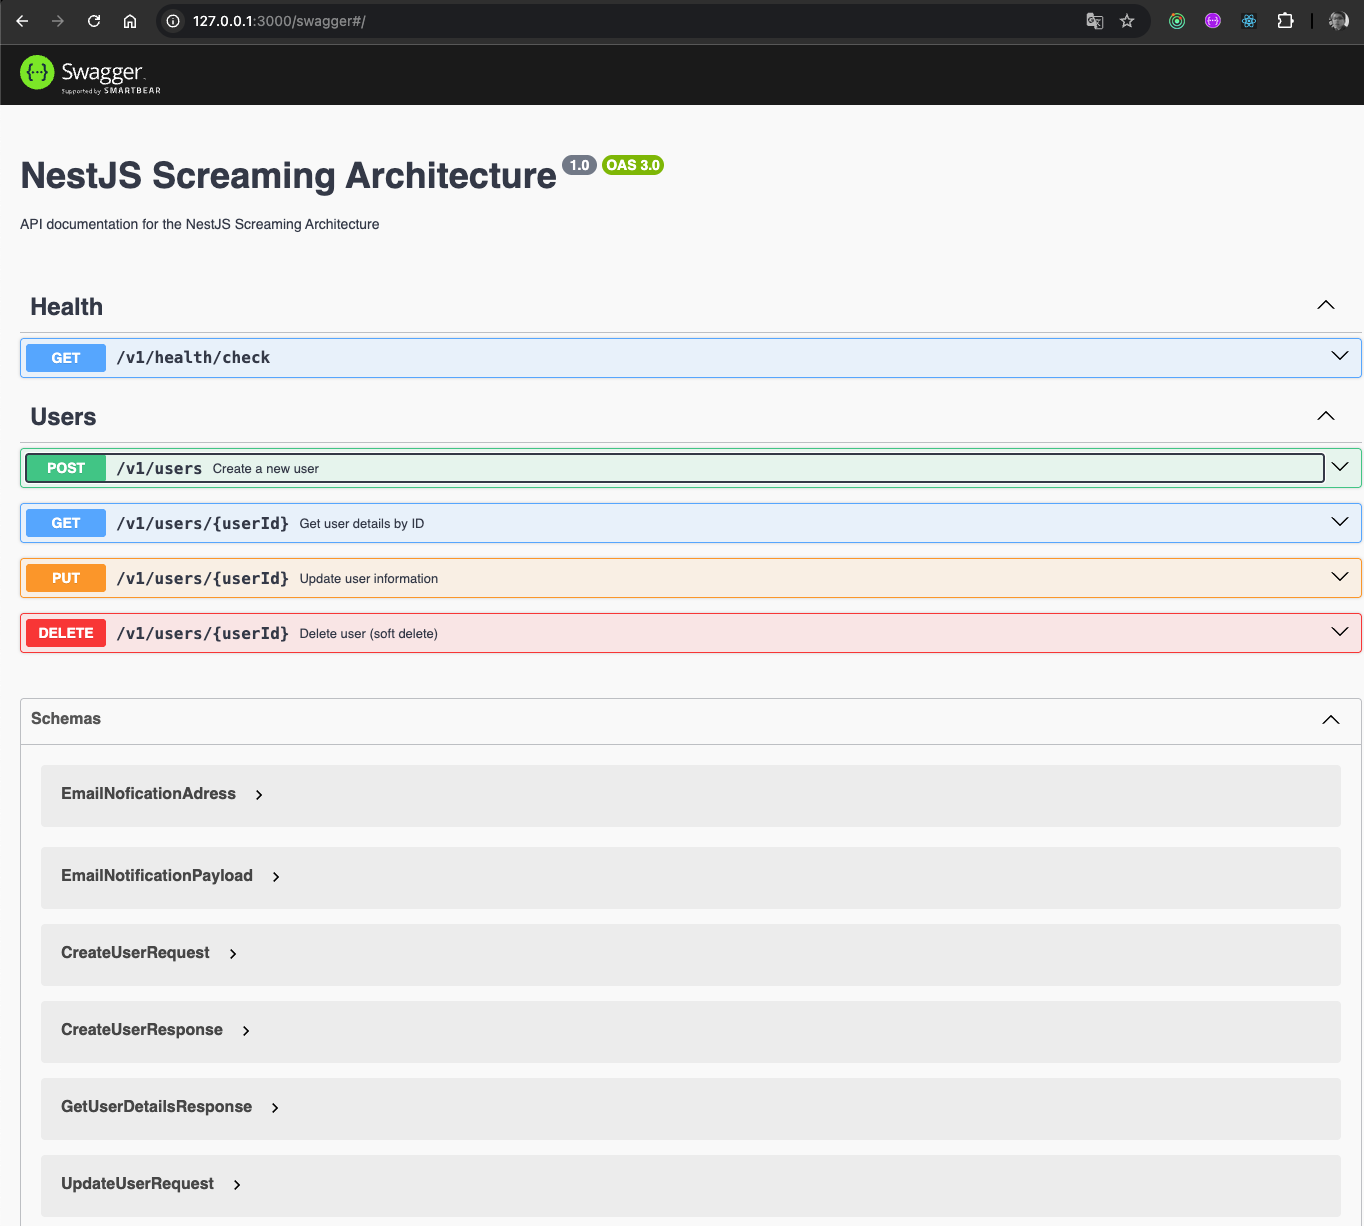 127.0.0.1:3000/swagger#/
Swagger.
Supported by SMARTBEAR
NestJS Screaming Architecture 1.0 OAS 3.0
API documentation for the NestJS Screaming Architecture
Health
GET /v1/health/check
Users
POST /v1/users Create a new user
GET /v1/users/{userId} Get user details by ID
PUT /v1/users/{userId} Update user information
DELETE /v1/users/{userId} Delete user (soft delete)
Schemas
EmailNoficationAdress
EmailNotificationPayload
CreateUserRequest
CreateUserResponse
GetUserDetailsResponse
UpdateUserRequest